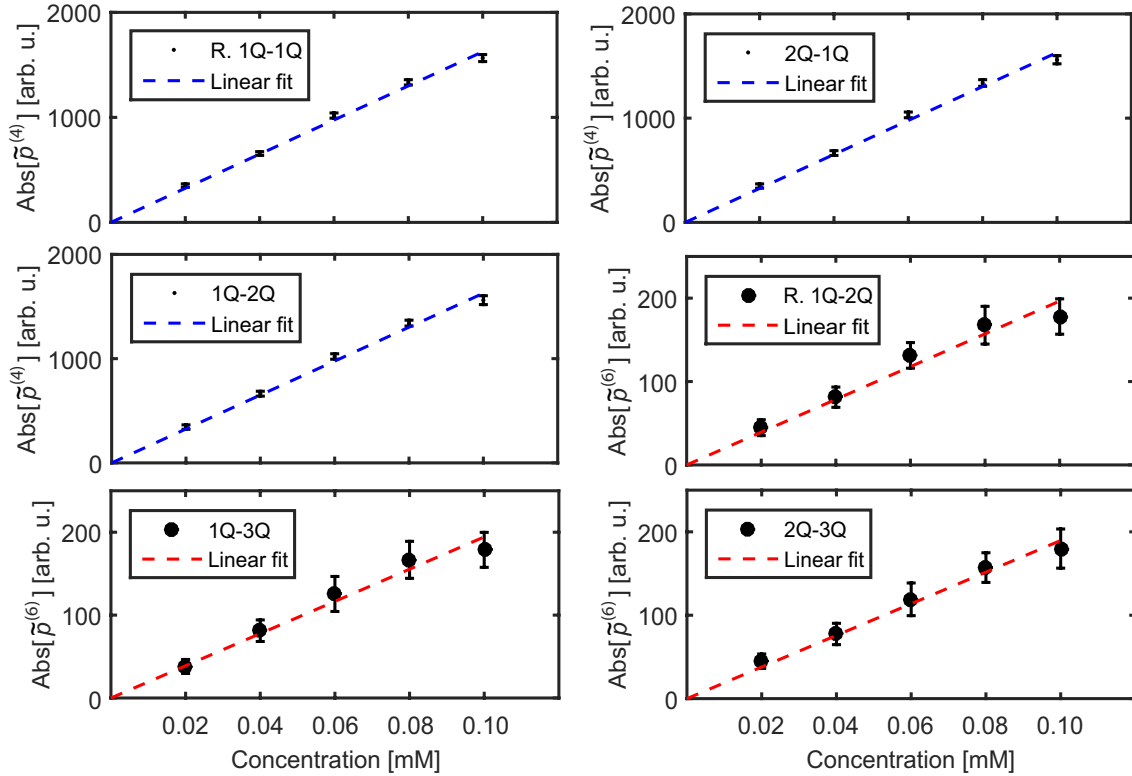 2000
1000
0
Abs[p̃⁽⁴⁾] [arb. u.]
R. 1Q-1Q
Linear fit
2000
1000
0
Abs[p̃⁽⁴⁾] [arb. u.]
2Q-1Q
Linear fit
2000
1000
0
Abs[p̃⁽⁴⁾] [arb. u.]
1Q-2Q
Linear fit
200
100
0
Abs[p̃⁽⁶⁾] [arb. u.]
R. 1Q-2Q
Linear fit
200
100
0
Abs[p̃⁽⁶⁾] [arb. u.]
1Q-3Q
Linear fit
0.02 0.04 0.06 0.08 0.10
Concentration [mM]
200
100
0
Abs[p̃⁽⁶⁾] [arb. u.]
2Q-3Q
Linear fit
0.02 0.04 0.06 0.08 0.10
Concentration [mM]